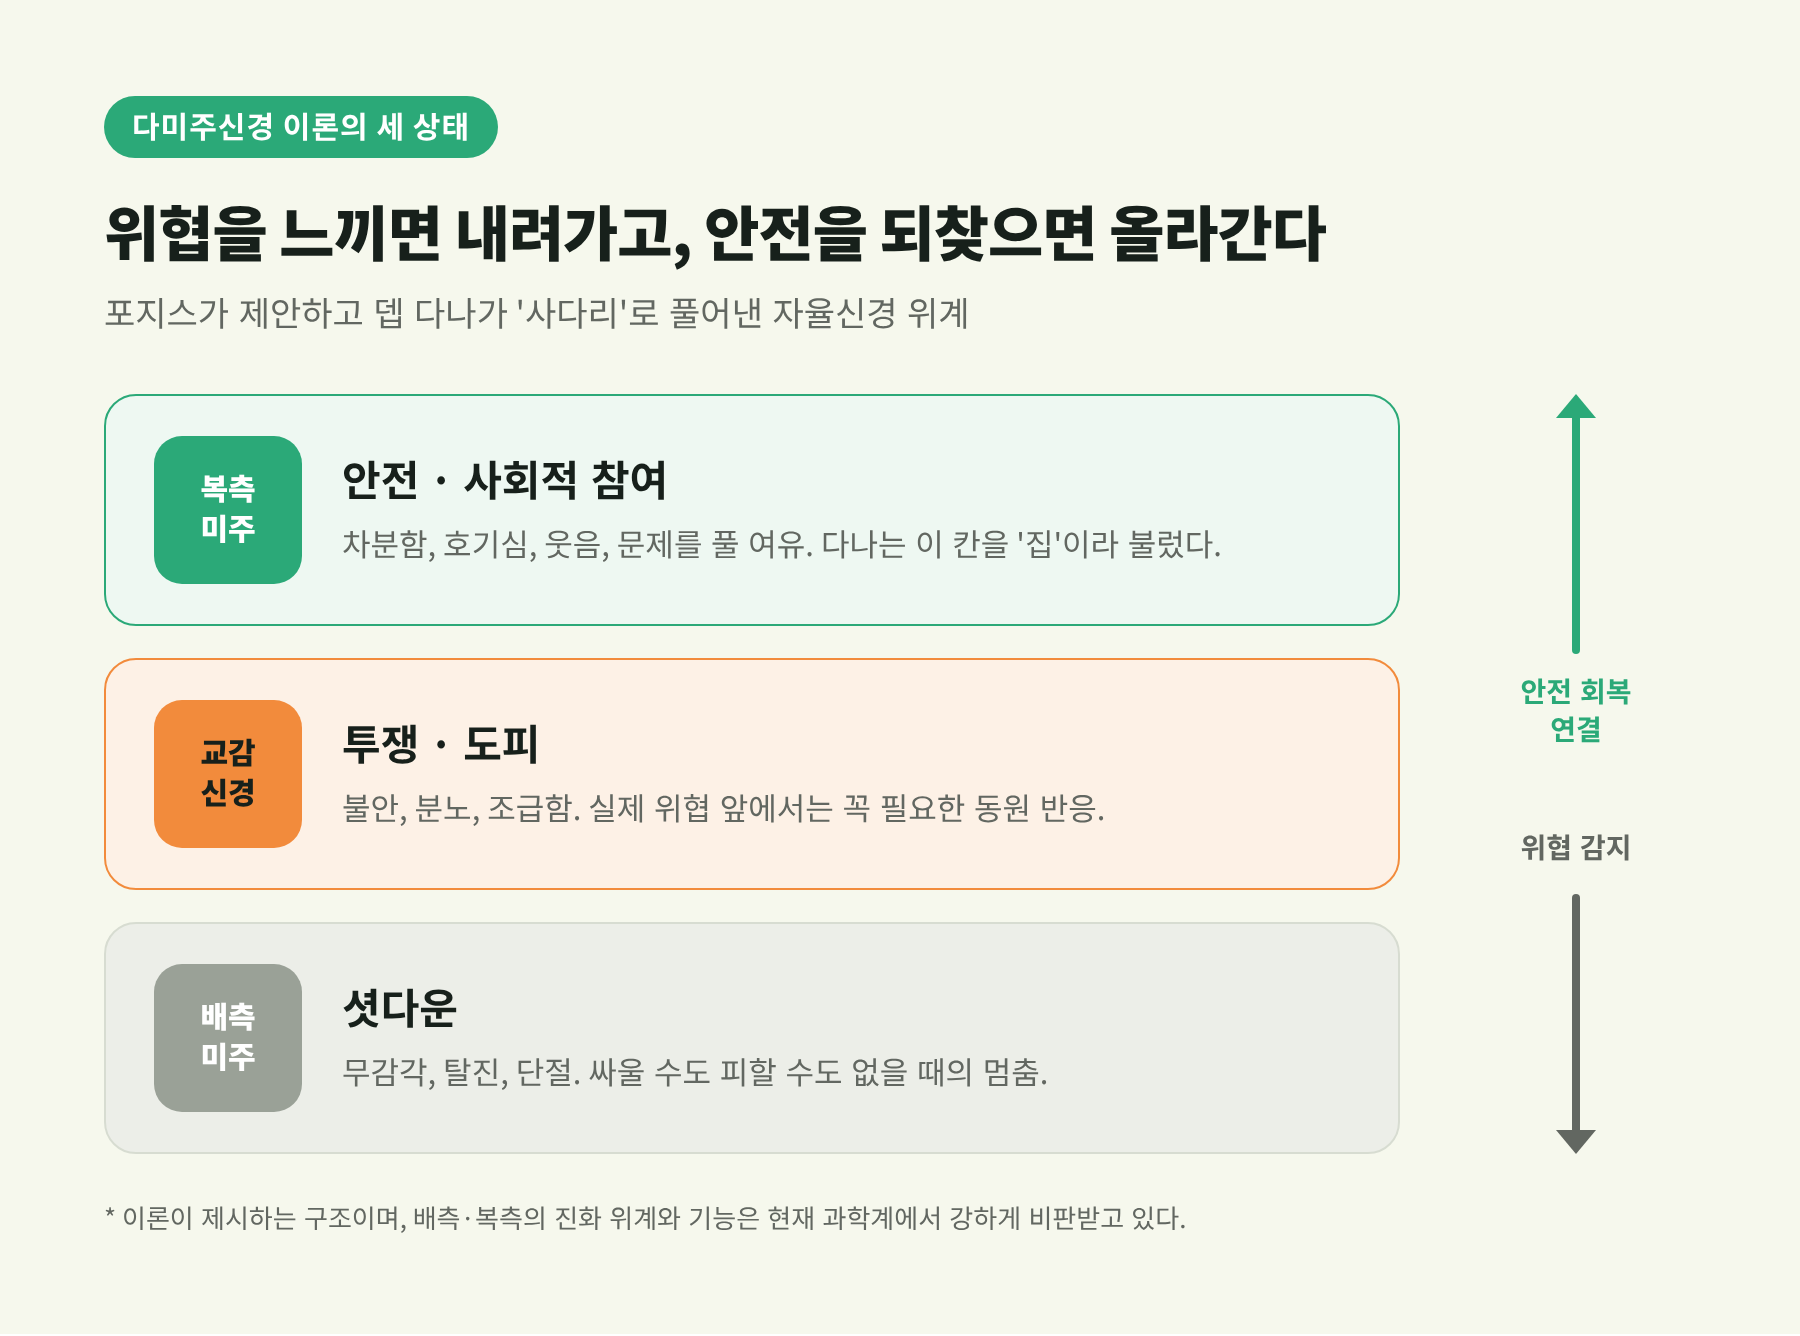 다미주신경 이론의 세 상태
위협을 느끼면 내려가고, 안전을 되찾으면 올라간다
포지스가 제안하고 뎁 다나가 '사다리'로 풀어낸 자율신경 위계
복측
미주
안전 · 사회적 참여
차분함, 호기심, 웃음, 문제를 풀 여유. 다나는 이 칸을 '집'이라 불렀다.
교감
신경
투쟁 · 도피
불안, 분노, 조급함. 실제 위협 앞에서는 꼭 필요한 동원 반응.
배측
미주
셧다운
무감각, 탈진, 단절. 싸울 수도 피할 수도 없을 때의 멈춤.
안전 회복
연결
위협 감지
* 이론이 제시하는 구조이며, 배측·복측의 진화 위계와 기능은 현재 과학계에서 강하게 비판받고 있다.